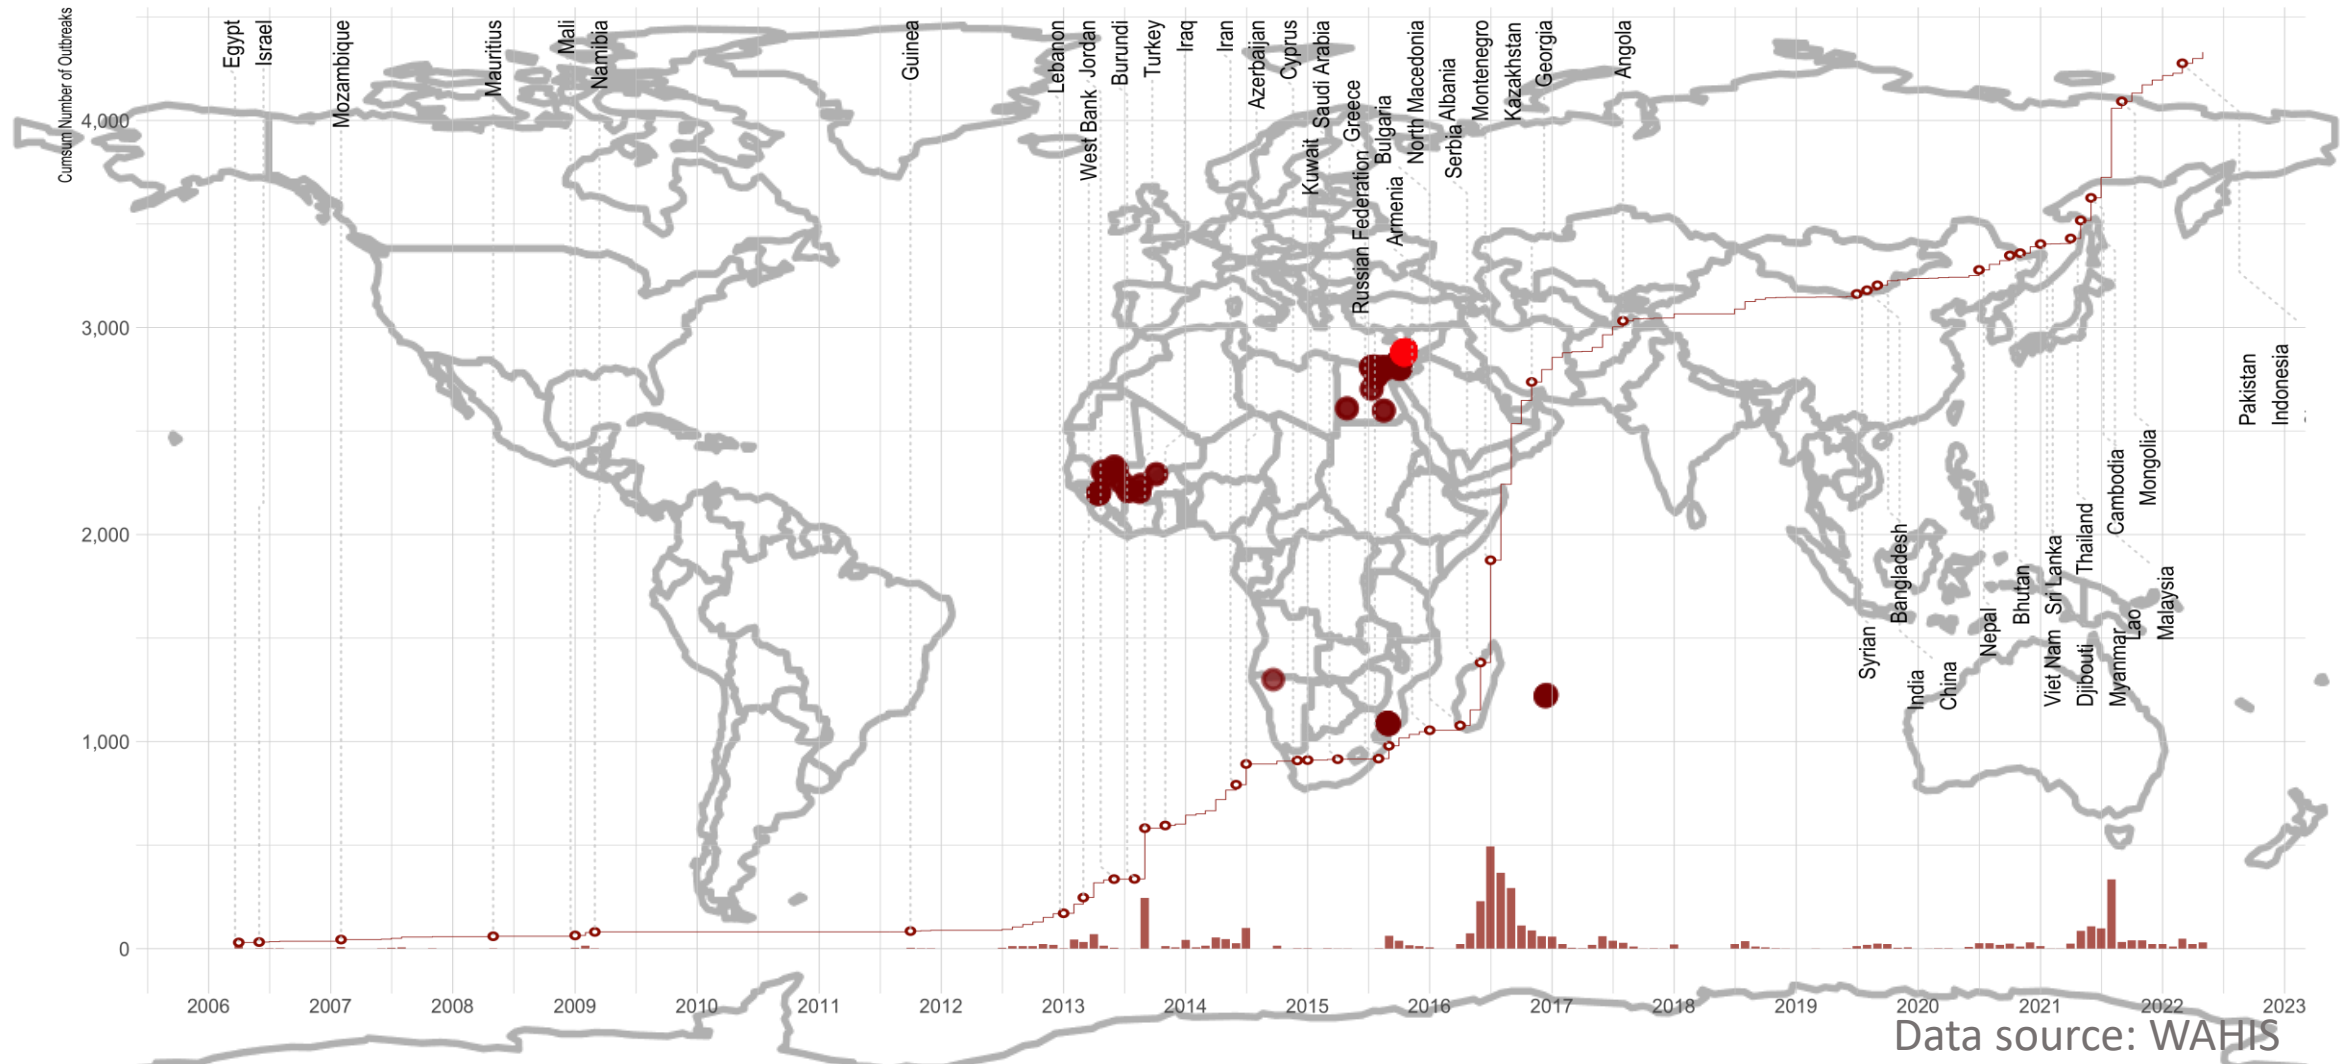 Cumsum Number of Outbreaks
Egypt
Israel
Mozambique
Mauritius
Mali
Namibia
Guinea
Lebanon
West Bank
Jordan
Burundi
Turkey
Iraq
Iran
Azerbaijan
Cyprus
Kuwait
Saudi Arabia
Greece
Russian Federation
Bulgaria
Armenia
North Macedonia
Albania
Serbia
Montenegro
Kazakhstan
Georgia
Angola
4,000
3,000
2,000
1,000
0
Pakistan
Indonesia
Mongolia
Cambodia
Thailand
Bangladesh
Sri Lanka
Bhutan
Malaysia
Lao
Nepal
Syrian
Myanmar
Viet Nam
Djibouti
India
China
2006
2007
2008
2009
2010
2011
2012
2013
2014
2015
2016
2017
2018
2019
2020
2021
2022
2023
Data source: WAHIS